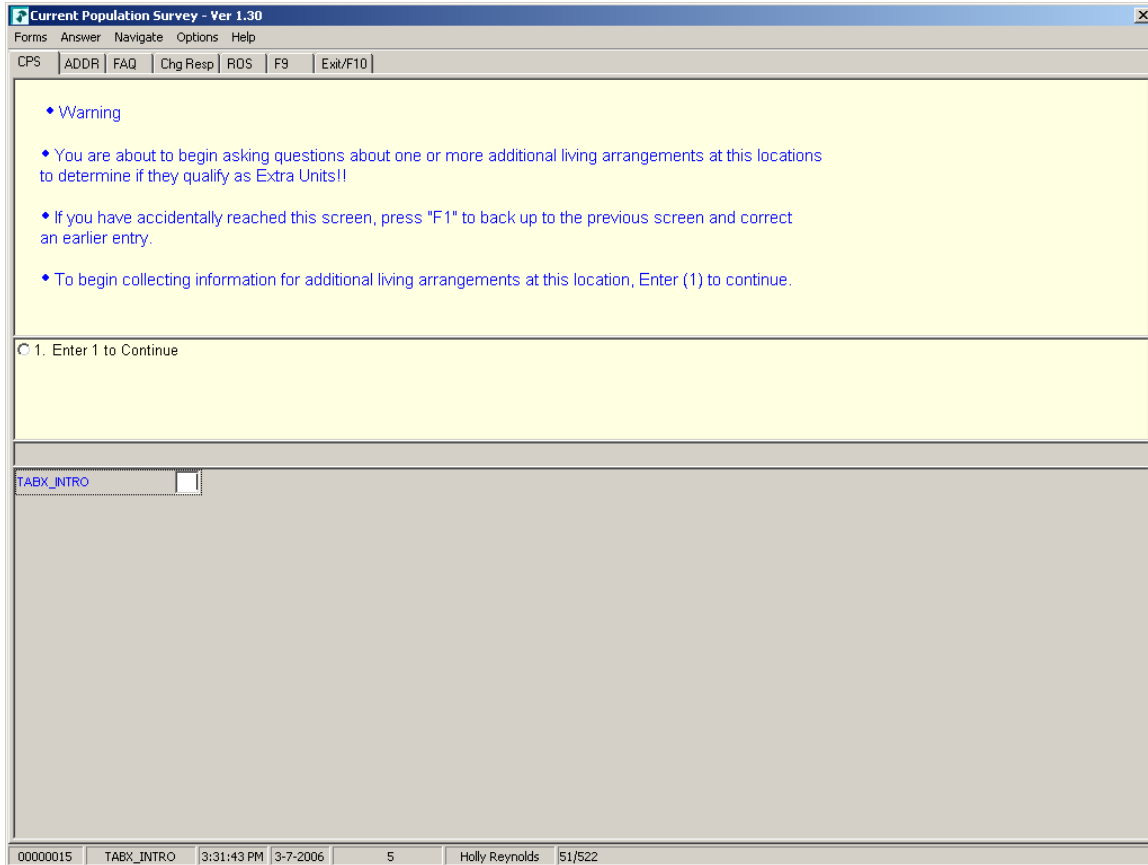 Current Population Survey - Ver 1.30
Forms Answer Navigate Options Help
CPS ADDR FAQ Chg Resp ROS F9 Exit/F10
◆ Warning
◆ You are about to begin asking questions about one or more additional living arrangements at this locations
to determine if they qualify as Extra Units!!
◆ If you have accidentally reached this screen, press "F1" to back up to the previous screen and correct
an earlier entry.
◆ To begin collecting information for additional living arrangements at this location, Enter (1) to continue.
1. Enter 1 to Continue
TABX_INTRO
00000015 TABX_INTRO 3:31:43 PM 3-7-2006 5 Holly Reynolds 51/522